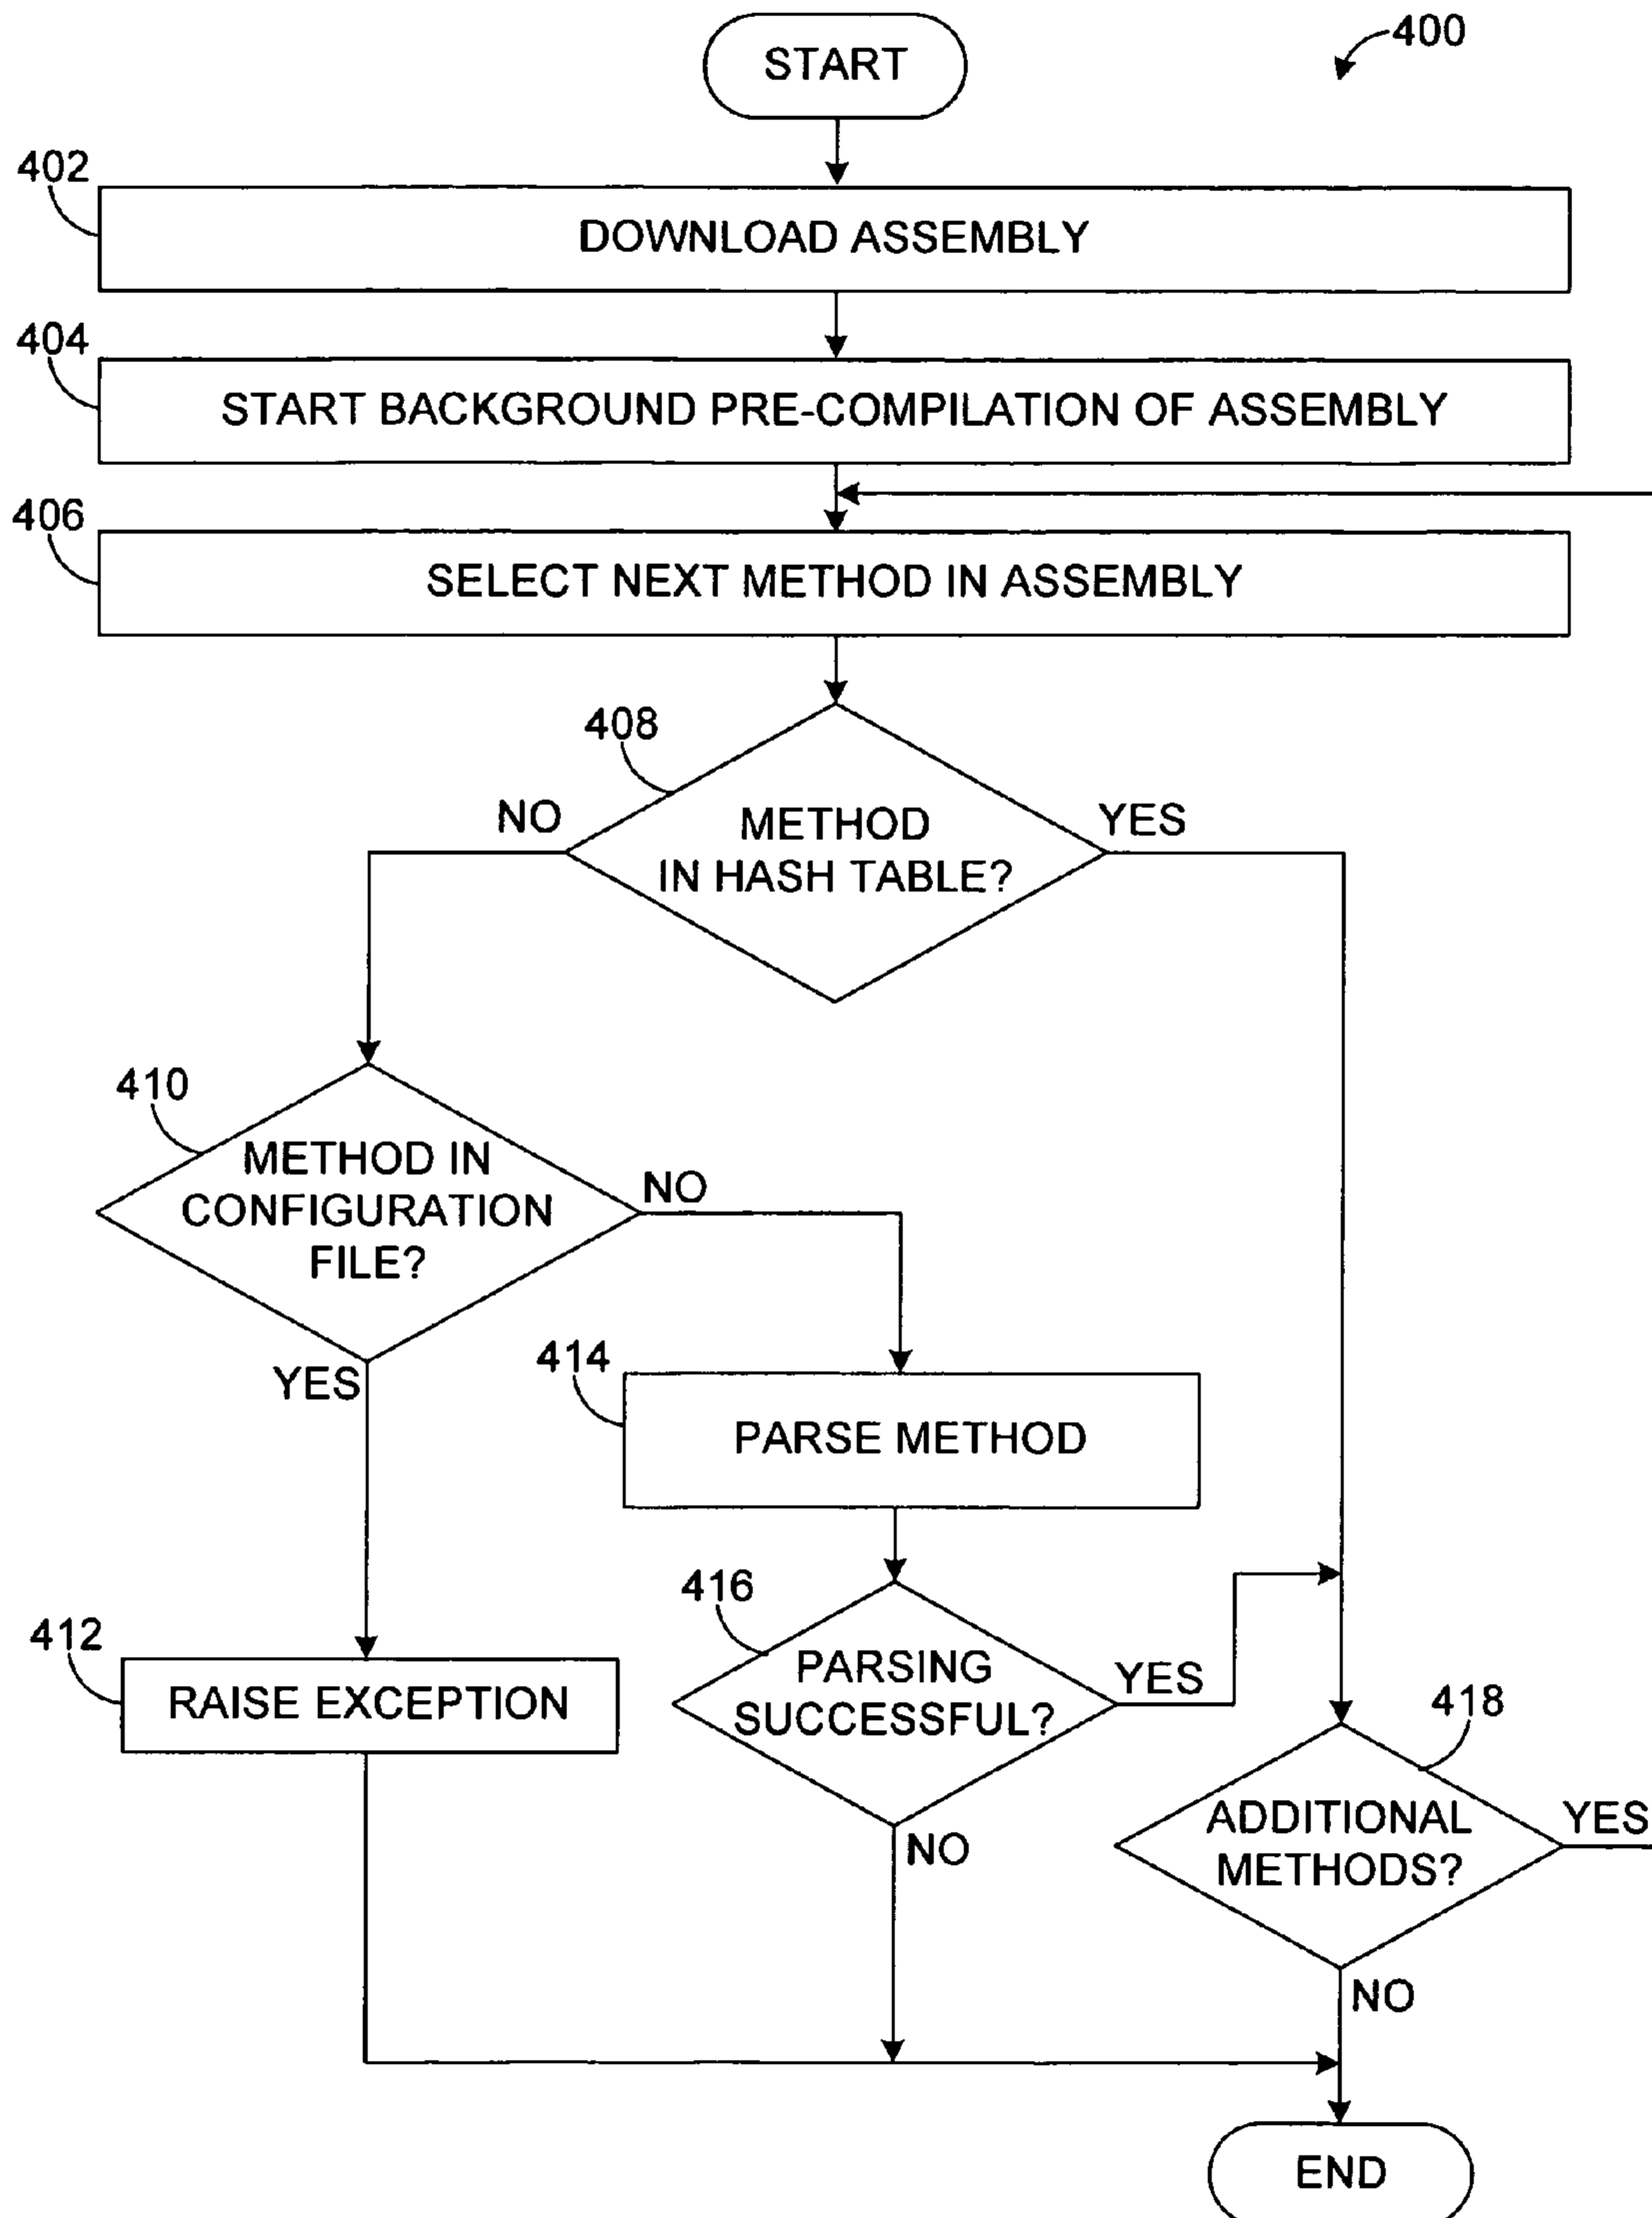 START
400
402
DOWNLOAD ASSEMBLY
404
START BACKGROUND PRE-COMPILATION OF ASSEMBLY
406
SELECT NEXT METHOD IN ASSEMBLY
408
NO
METHOD
IN HASH TABLE?
YES
410
METHOD IN
CONFIGURATION
FILE?
NO
YES
414
PARSE METHOD
416
PARSING
SUCCESSFUL?
YES
NO
412
RAISE EXCEPTION
418
ADDITIONAL
METHODS?
YES
NO
END